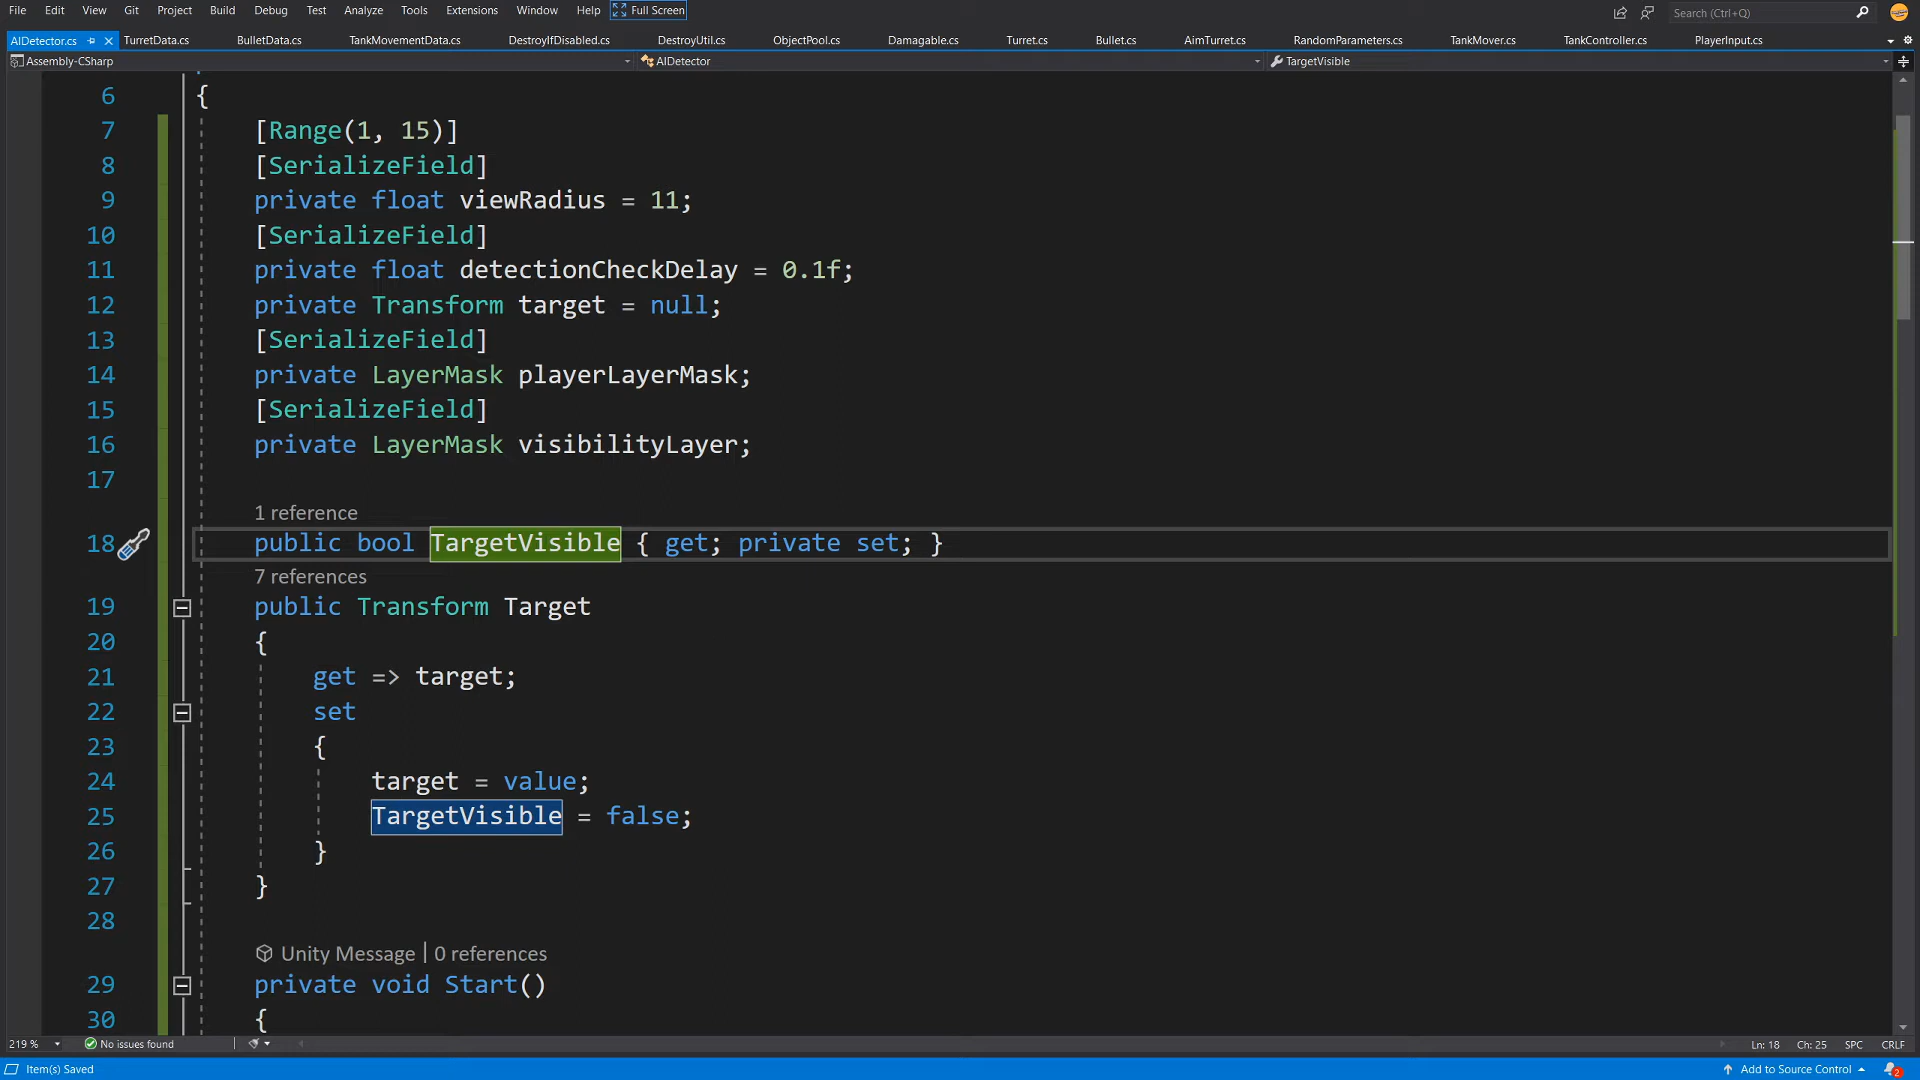 File Edit View Git Project Build Debug Test Analyze Tools Extensions Window Help Full Screen Search (Ctrl+Q)
AIDetector.cs TurretData.cs BulletData.cs TankMovementData.cs DestroyIfDisabled.cs DestroyUtil.cs ObjectPool.cs Damagable.cs Turret.cs Bullet.cs AimTurret.cs RandomParameters.cs TankMover.cs TankController.cs PlayerInput.cs
Assembly-CSharp AIDetector TargetVisible
6 {
7 [Range(1, 15)]
8 [SerializeField]
9 private float viewRadius = 11;
10 [SerializeField]
11 private float detectionCheckDelay = 0.1f;
12 private Transform target = null;
13 [SerializeField]
14 private LayerMask playerLayerMask;
15 [SerializeField]
16 private LayerMask visibilityLayer;
17
1 reference
18 public bool TargetVisible { get; private set; }
7 references
19 public Transform Target
20 {
21 get => target;
22 set
23 {
24 target = value;
25 TargetVisible = false;
26 }
27 }
28
Unity Message | 0 references
29 private void Start()
30 {
219 % No issues found Ln: 18 Ch: 25 SPC CRLF
Item(s) Saved Add to Source Control 2